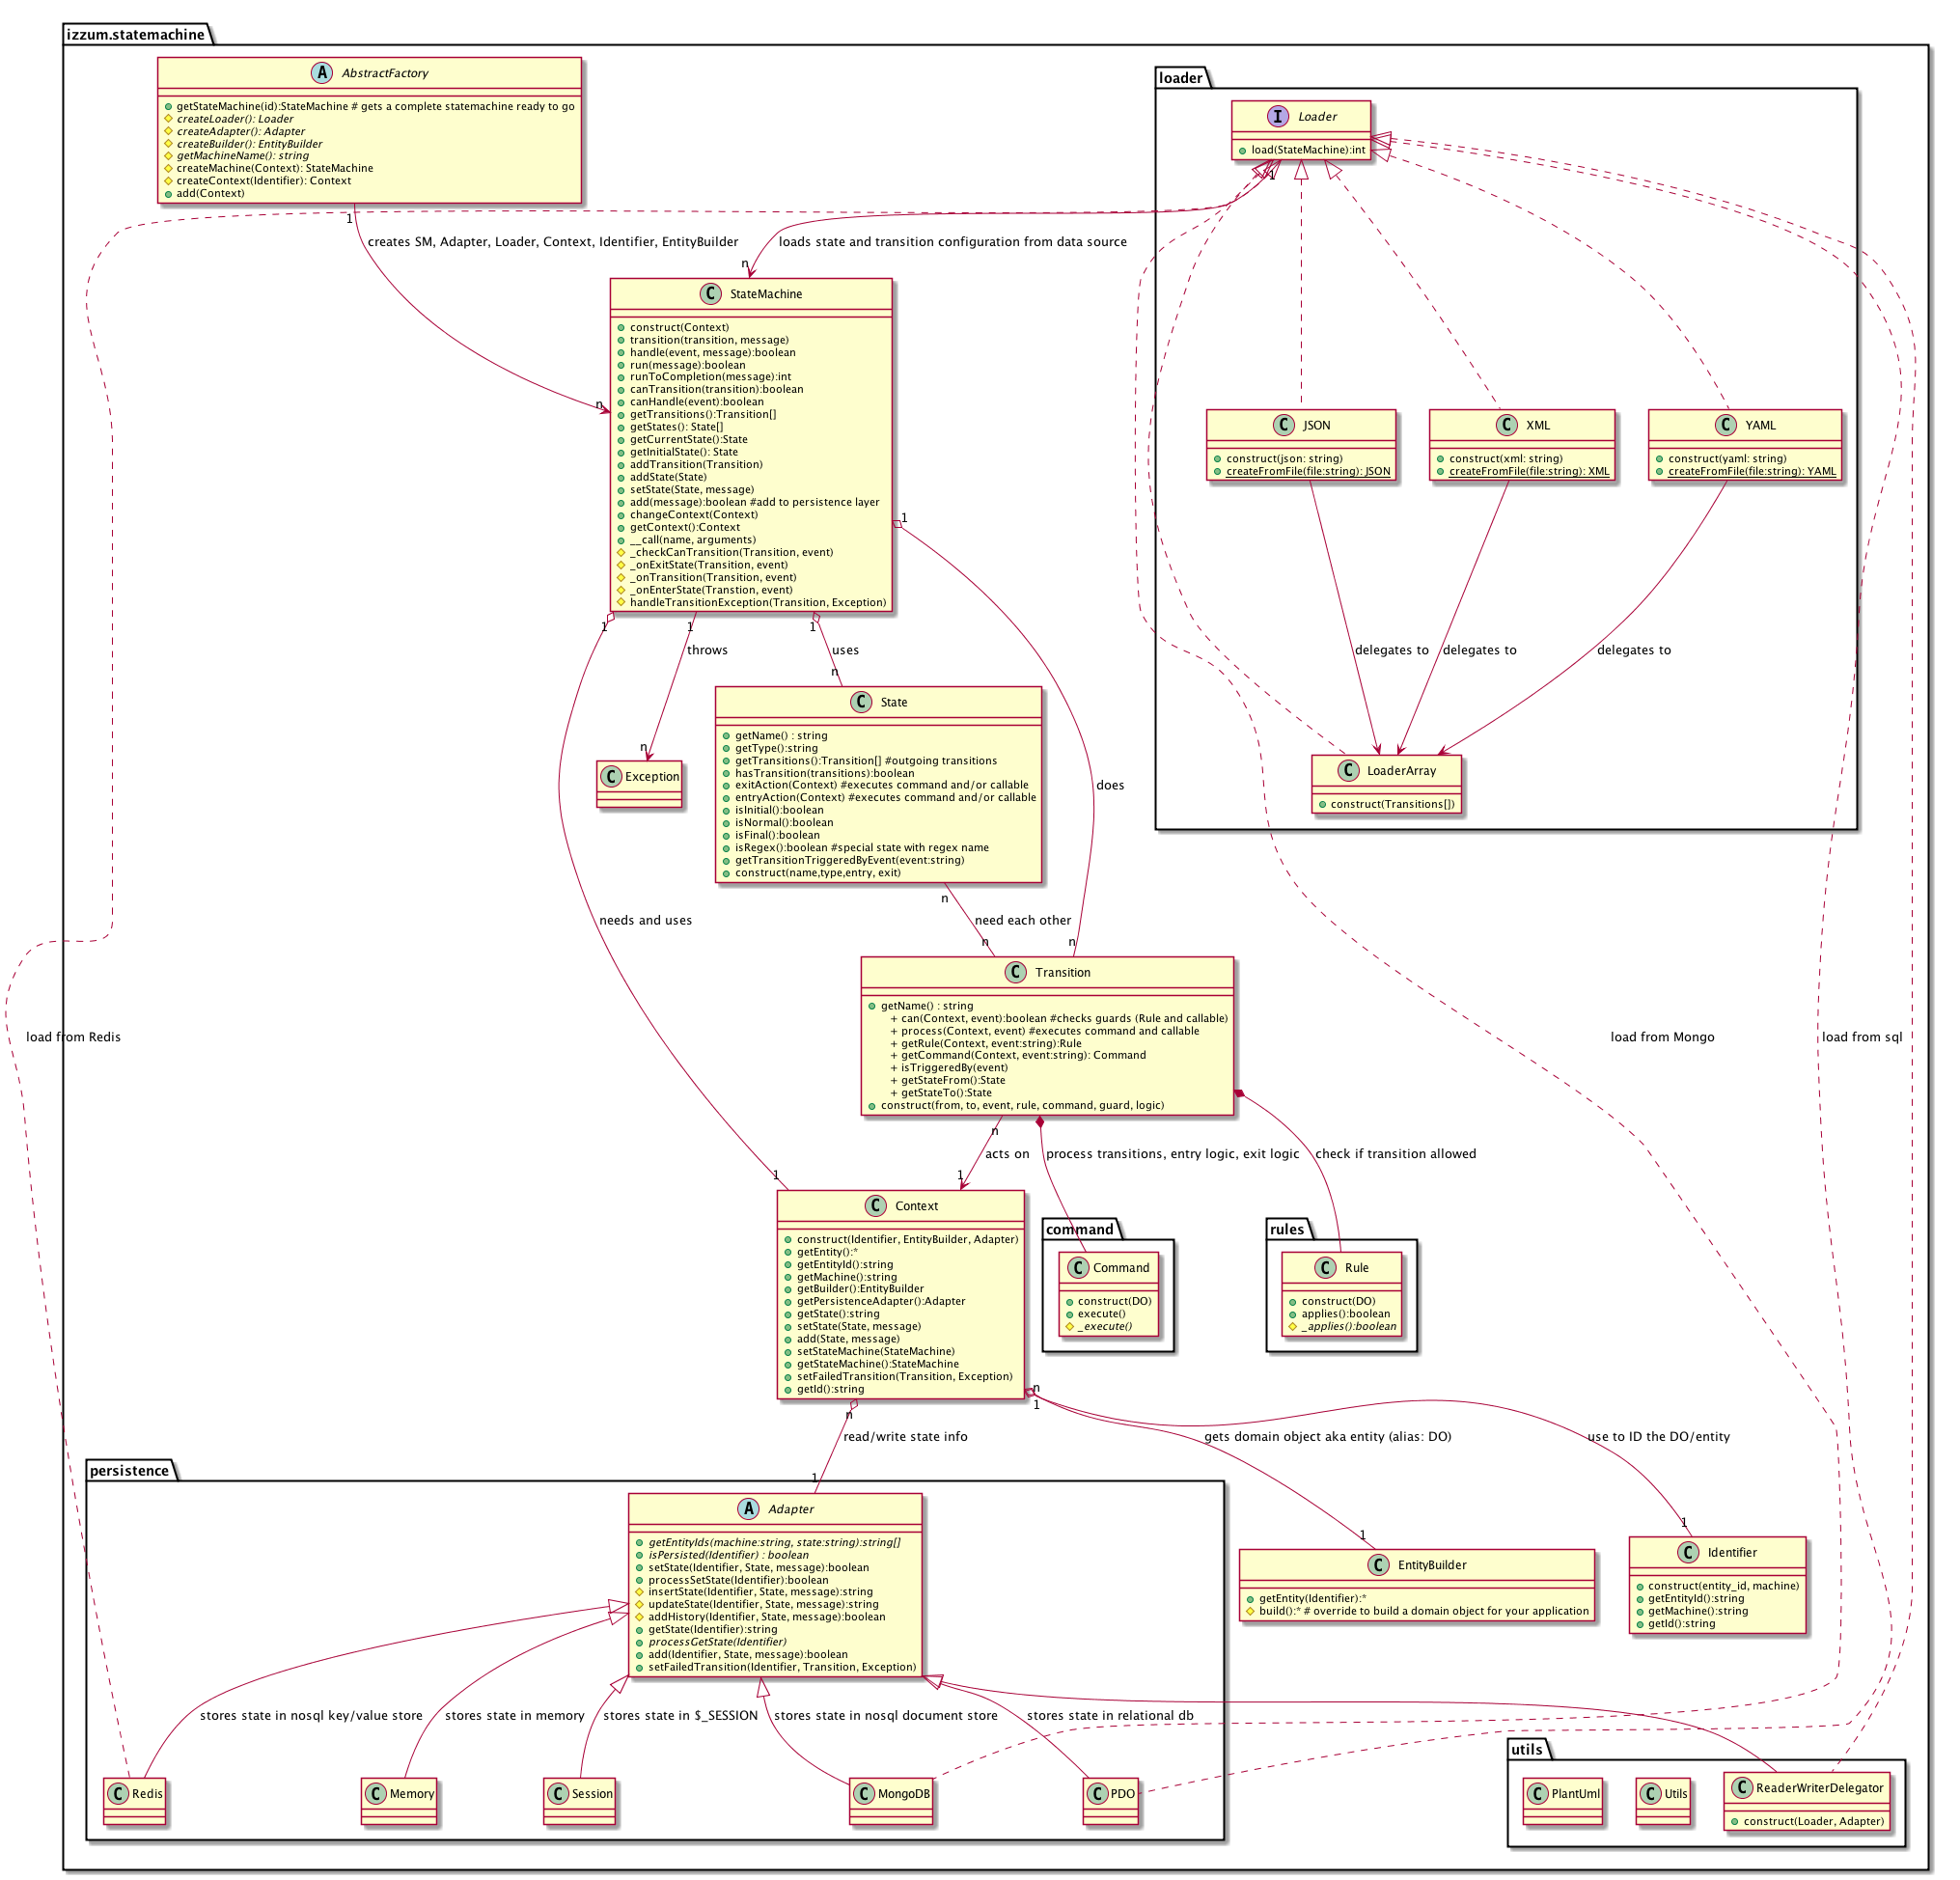 izzum.statemachine
AbstractFactory
getStateMachine(id):StateMachine # gets a complete statemachine ready to go
createLoader(): Loader
createAdapter(): Adapter
createBuilder(): EntityBuilder
getMachineName(): string
createMachine(Context): StateMachine
createContext(Identifier): Context
add(Context)
loader
Loader
load(StateMachine):int
1
1
creates SM, Adapter, Loader, Context, Identifier, EntityBuilder
loads state and transition configuration from data source
n
n
StateMachine
construct(Context)
transition(transition, message)
handle(event, message):boolean
run(message):boolean
runToCompletion(message):int
canTransition(transition):boolean
canHandle(event):boolean
getTransitions():Transition[]
getStates(): State[]
getCurrentState():State
getInitialState(): State
addTransition(Transition)
addState(State)
setState(State, message)
add(message):boolean #add to persistence layer
changeContext(Context)
getContext():Context
__call(name, arguments)
_checkCanTransition(Transition, event)
_onExitState(Transition, event)
_onTransition(Transition, event)
_onEnterState(Transtion, event)
handleTransitionException(Transition, Exception)
JSON
construct(json: string)
createFromFile(file:string): JSON
XML
construct(xml: string)
createFromFile(file:string): XML
YAML
construct(yaml: string)
createFromFile(file:string): YAML
1
1
1
1
throws
uses
delegates to
delegates to
delegates to
n
n
State
getName() : string
getType():string
getTransitions():Transition[] #outgoing transitions
hasTransition(transitions):boolean
exitAction(Context) #executes command and/or callable
entryAction(Context) #executes command and/or callable
isInitial():boolean
isNormal():boolean
isFinal():boolean
isRegex():boolean #special state with regex name
getTransitionTriggeredByEvent(event:string)
construct(name,type,entry, exit)
Exception
does
LoaderArray
construct(Transitions[])
needs and uses
n
need each other
n
n
Transition
getName() : string
+ can(Context, event):boolean #checks guards (Rule and callable)
+ process(Context, event) #executes command and callable
+ getRule(Context, event:string):Rule
+ getCommand(Context, event:string): Command
+ isTriggeredBy(event)
+ getStateFrom():State
+ getStateTo():State
construct(from, to, event, rule, command, guard, logic)
load from Redis
load from Mongo
load from sql
n
acts on
process transitions, entry logic, exit logic
check if transition allowed
1
1
Context
construct(Identifier, EntityBuilder, Adapter)
getEntity():*
getEntityId():string
getMachine():string
getBuilder():EntityBuilder
getPersistenceAdapter():Adapter
getState():string
setState(State, message)
add(State, message)
setStateMachine(StateMachine)
getStateMachine():StateMachine
setFailedTransition(Transition, Exception)
getId():string
command
Command
construct(DO)
execute()
_execute()
rules
Rule
construct(DO)
applies():boolean
_applies():boolean
n
n
1
read/write state info
gets domain object aka entity (alias: DO)
use to ID the DO/entity
1
1
1
persistence
Adapter
getEntityIds(machine:string, state:string):string[]
isPersisted(Identifier) : boolean
setState(Identifier, State, message):boolean
processSetState(Identifier):boolean
insertState(Identifier, State, message):string
updateState(Identifier, State, message):string
addHistory(Identifier, State, message):boolean
getState(Identifier):string
processGetState(Identifier)
add(Identifier, State, message):boolean
setFailedTransition(Identifier, Transition, Exception)
EntityBuilder
getEntity(Identifier):*
build():* # override to build a domain object for your application
Identifier
construct(entity_id, machine)
getEntityId():string
getMachine():string
getId():string
stores state in nosql key/value store
stores state in memory
stores state in $_SESSION
stores state in nosql document store
stores state in relational db
Redis
Memory
Session
MongoDB
PDO
utils
PlantUml
Utils
ReaderWriterDelegator
construct(Loader, Adapter)